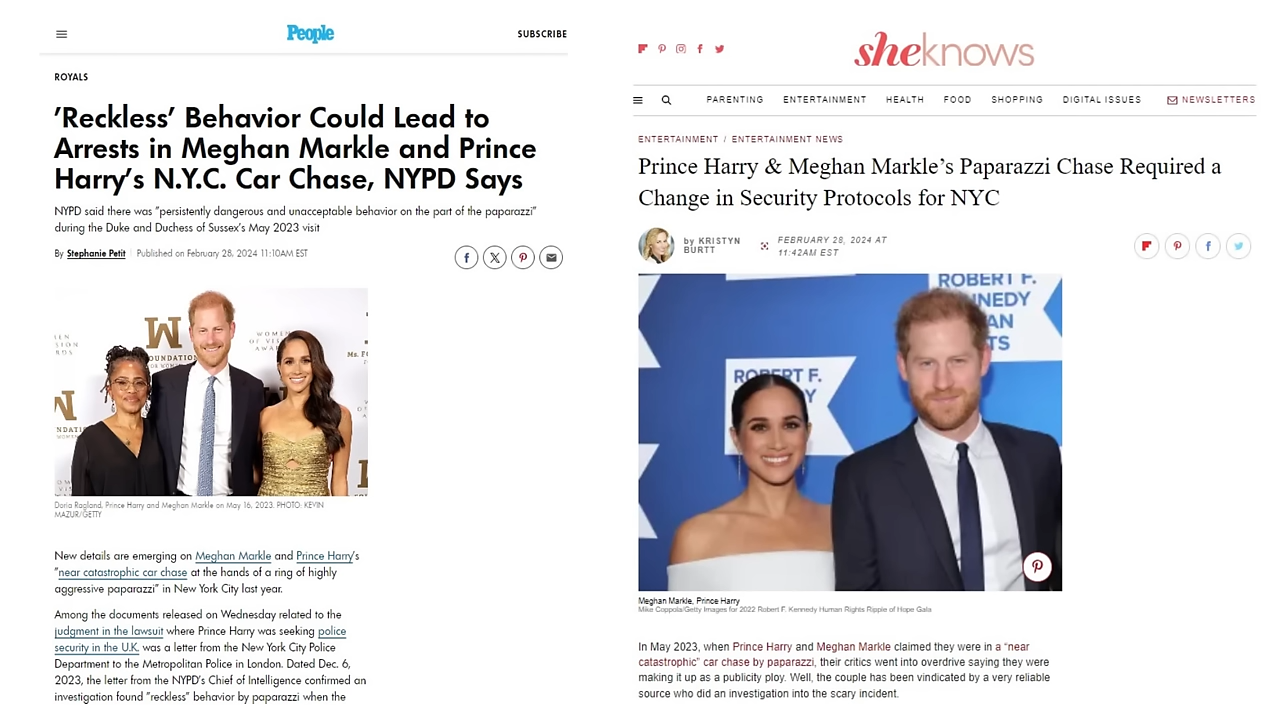 People
SUBSCRIBE
ROYALS
'Reckless' Behavior Could Lead to
Arrests in Meghan Markle and Prince
Harry's N.Y.C. Car Chase, NYPD Says
NYPD said there was "persistently dangerous and unacceptable behavior on the part of the paparazzi"
during the Duke and Duchess of Sussex's May 2023 visit
By Stephanie Petit | Published on February 28, 2024 11:10AM EST
W
FOUNDATION
WOMEN
OF VIS
AWA
Doria Ragland, Prince Harry and Meghan Markle on May 16, 2023. PHOTO: KEVIN
MAZUR/GETTY
New details are emerging on Meghan Markle and Prince Harry's
"near catastrophic car chase at the hands of a ring of highly
aggressive paparazzi" in New York City last year.
Among the documents released on Wednesday related to the
judgment in the lawsuit where Prince Harry was seeking police
security in the U.K. was a letter from the New York City Police
Department to the Metropolitan Police in London. Dated Dec. 6,
2023, the letter from the NYPD's Chief of Intelligence confirmed an
investigation found "reckless" behavior by paparazzi when the
sheknows
PARENTING ENTERTAINMENT HEALTH FOOD SHOPPING DIGITAL ISSUES NEWSLETTERS
ENTERTAINMENT / ENTERTAINMENT NEWS
Prince Harry & Meghan Markle's Paparazzi Chase Required a
Change in Security Protocols for NYC
by KRISTYN
BURTT
FEBRUARY 28, 2024 AT
11:42AM EST
ROBERT F.
NNEDY
AN
TS
ROBERT F.
Y
Meghan Markle, Prince Harry
Mike Coppola/Getty Images for 2022 Robert F. Kennedy Human Rights Ripple of Hope Gala
In May 2023, when Prince Harry and Meghan Markle claimed they were in a "near
catastrophic" car chase by paparazzi, their critics went into overdrive saying they were
making it up as a publicity ploy. Well, the couple has been vindicated by a very reliable
source who did an investigation into the scary incident.